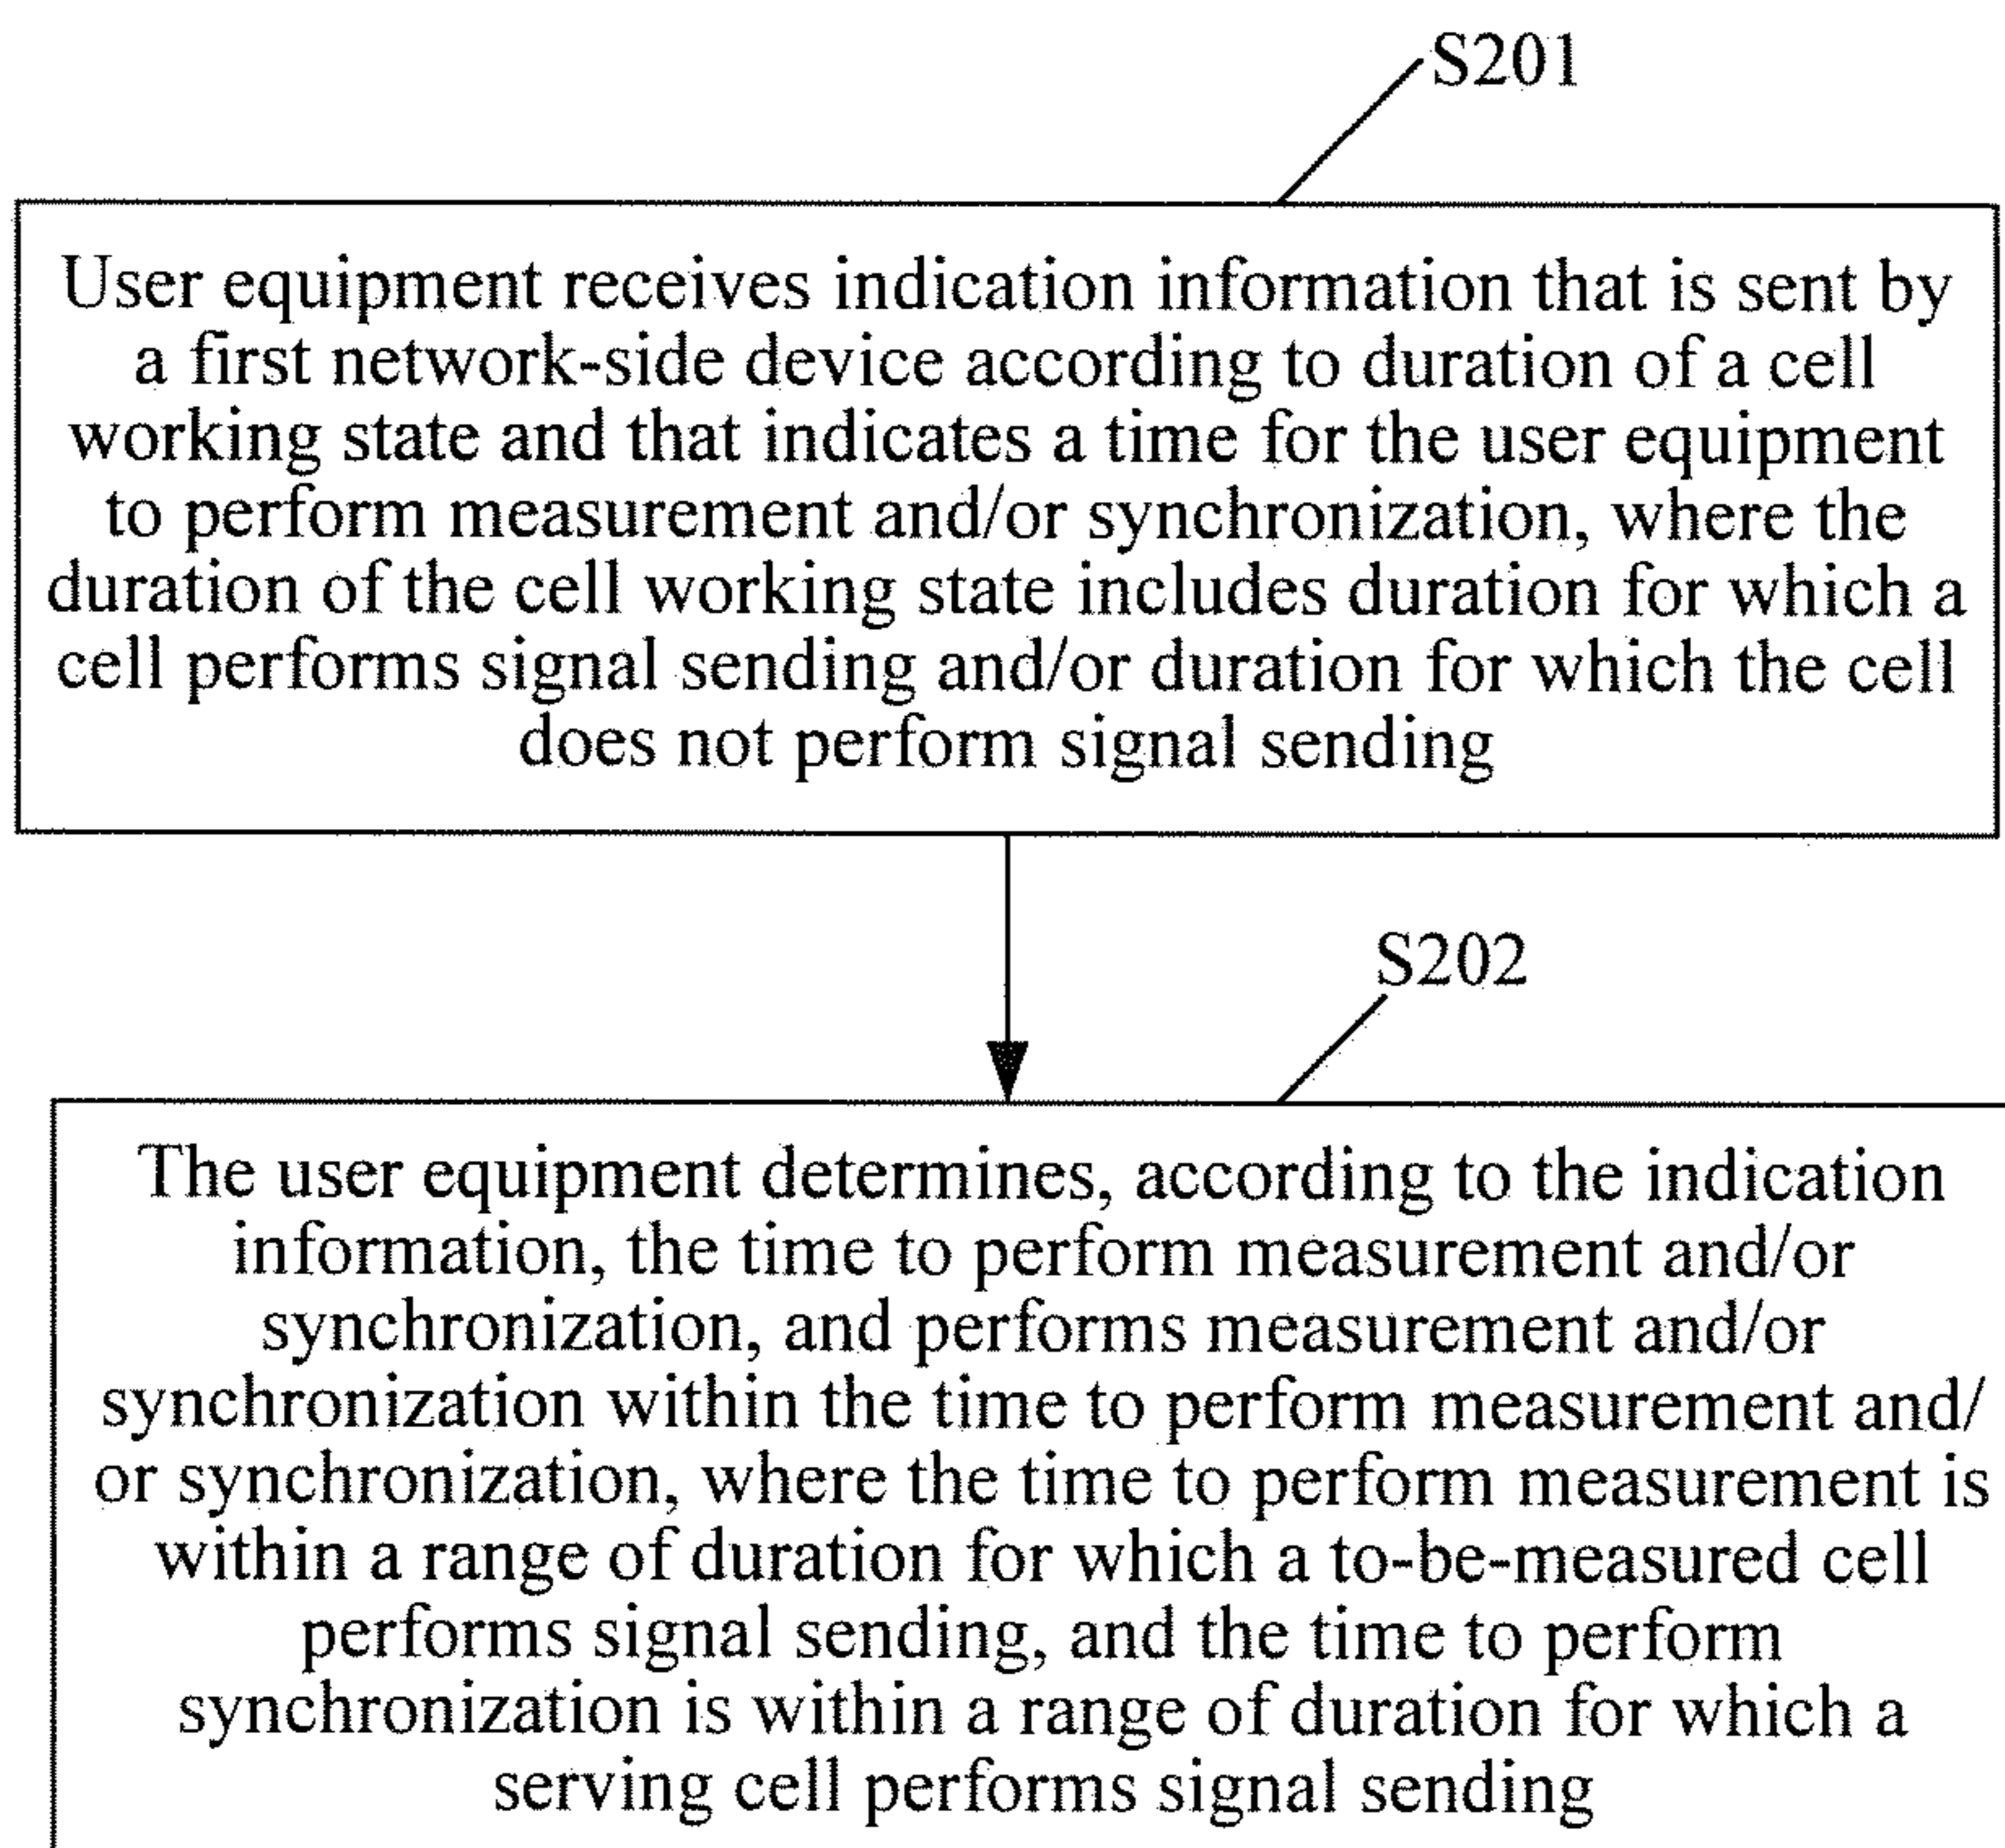 S201
User equipment receives indication information that is sent by
a first network-side device according to duration of a cell
working state and that indicates a time for the user equipment
to perform measurement and/or synchronization, where the
duration of the cell working state includes duration for which a
cell performs signal sending and/or duration for which the cell
does not perform signal sending
S202
The user equipment determines, according to the indication
information, the time to perform measurement and/or
synchronization, and performs measurement and/or
synchronization within the time to perform measurement and/
or synchronization, where the time to perform measurement is
within a range of duration for which a to-be-measured cell
performs signal sending, and the time to perform
synchronization is within a range of duration for which a
serving cell performs signal sending